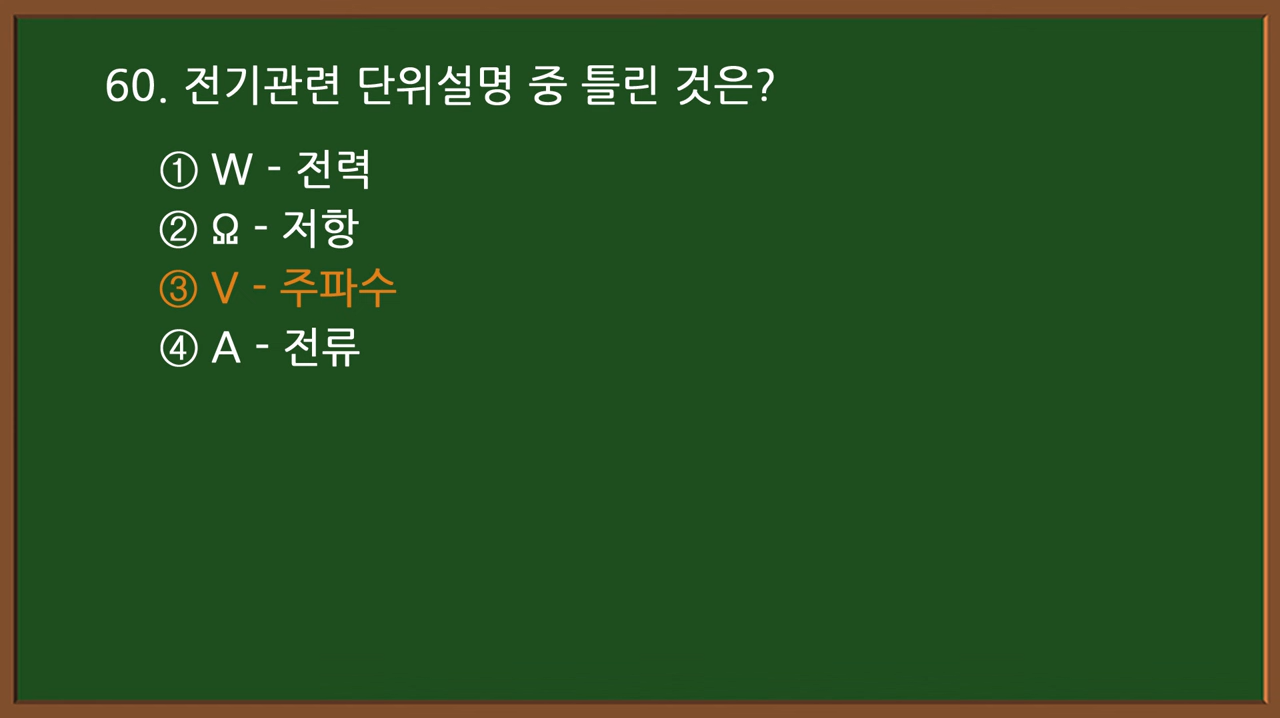 60. 전기관련 단위설명 중 틀린 것은?
① W - 전력
② Ω - 저항
③ V - 주파수
④ A - 전류